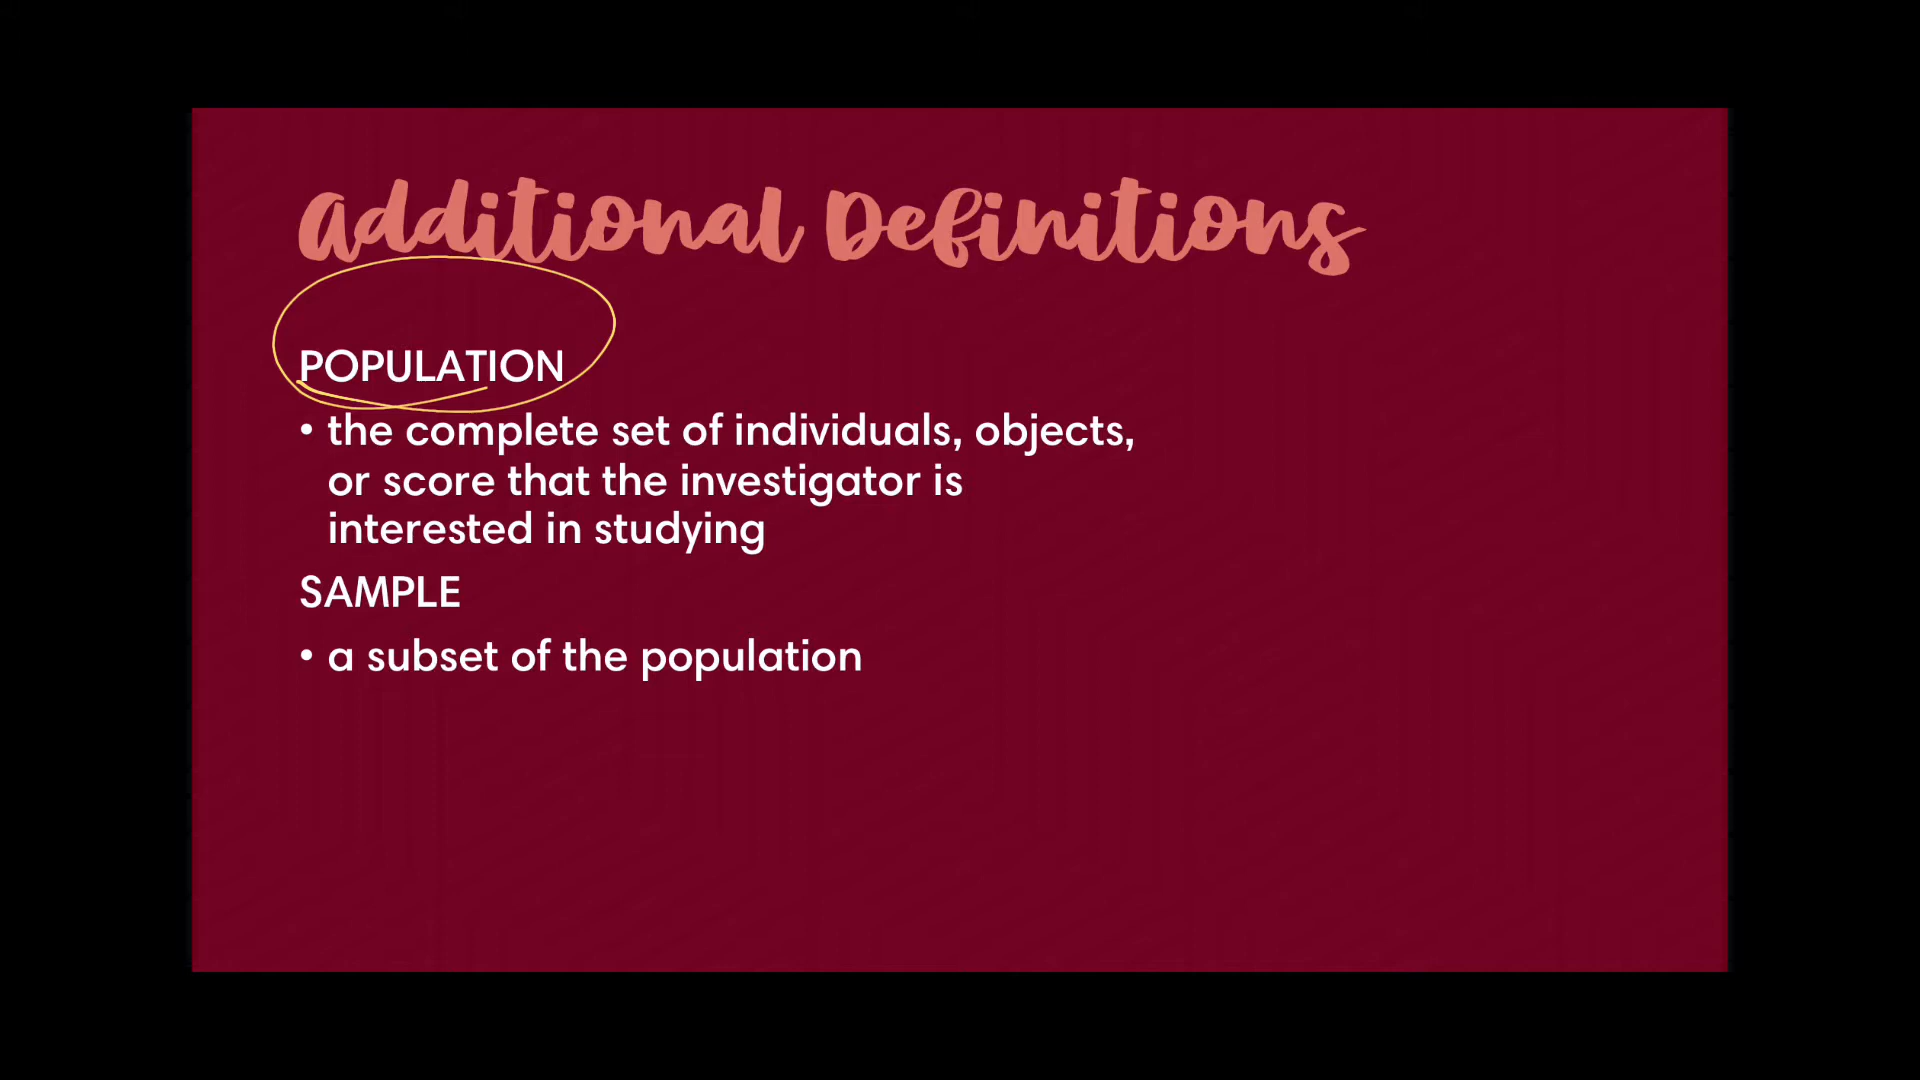 Additional Definitions
POPULATION
• the complete set of individuals, objects,
or score that the investigator is
interested in studying
SAMPLE
• a subset of the population